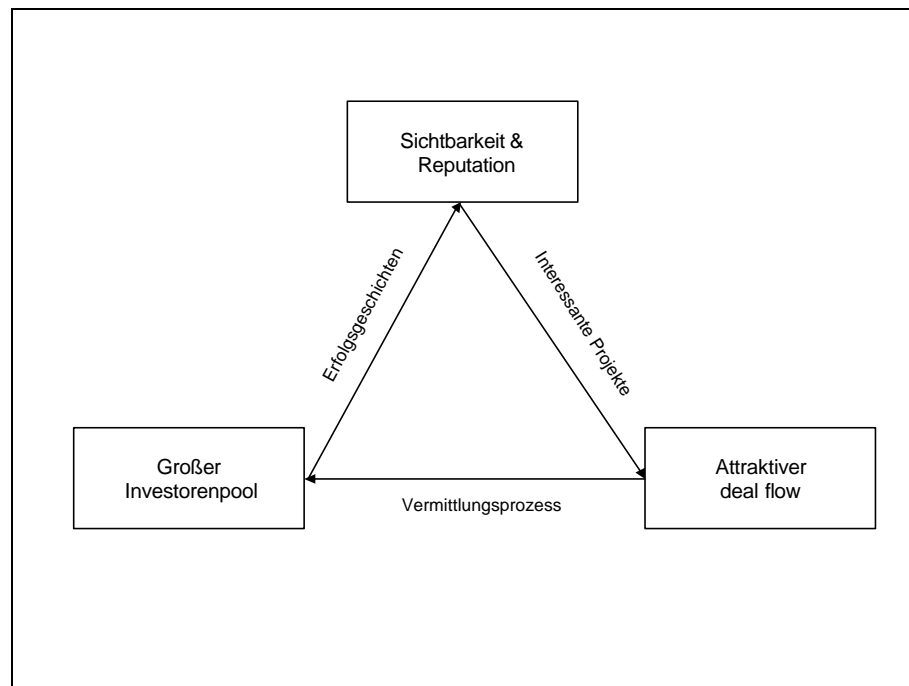 Sichtbarkeit &
Reputation
Erfolgsgeschichten
Interessante Projekte
Großer
Investorenpool
Vermittlungsprozess
Attraktiver
deal flow